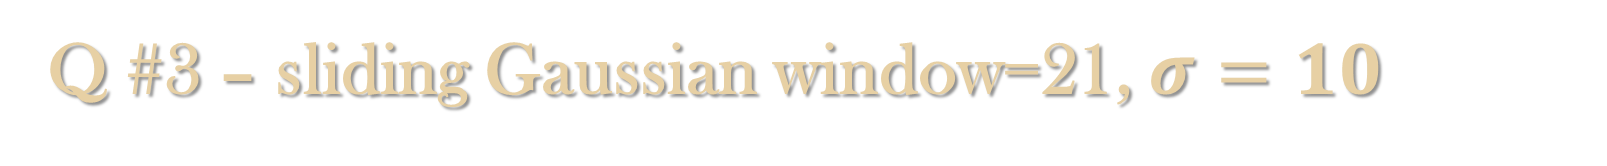 Q #3 – sliding Gaussian window=21, 𝝈 = 𝟏𝟎